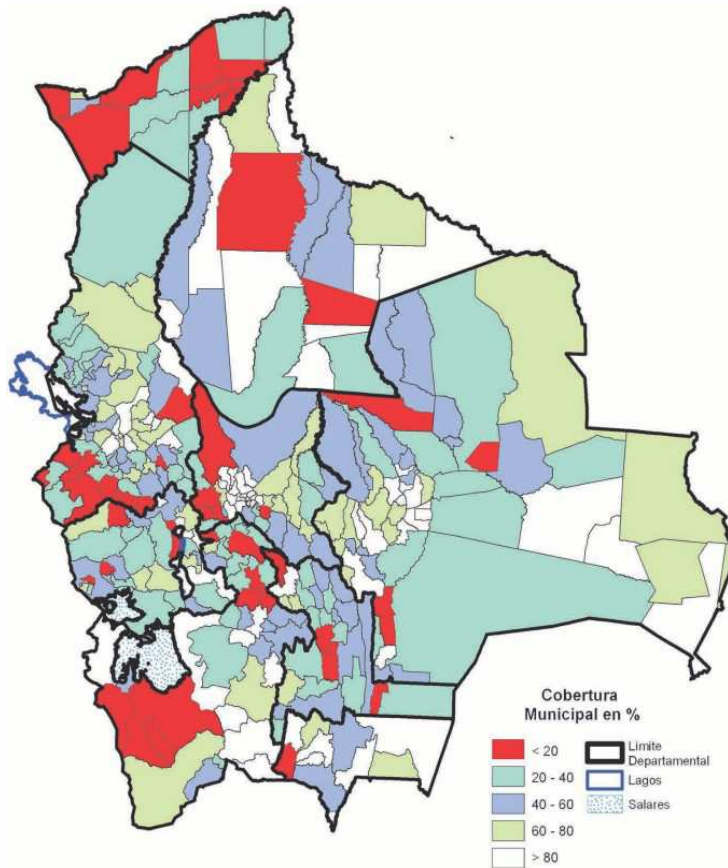 Cobertura
Municipal en %
< 20
20 - 40
40 - 60
60 - 80
> 80
Limite
Departamental
Lagos
Salares